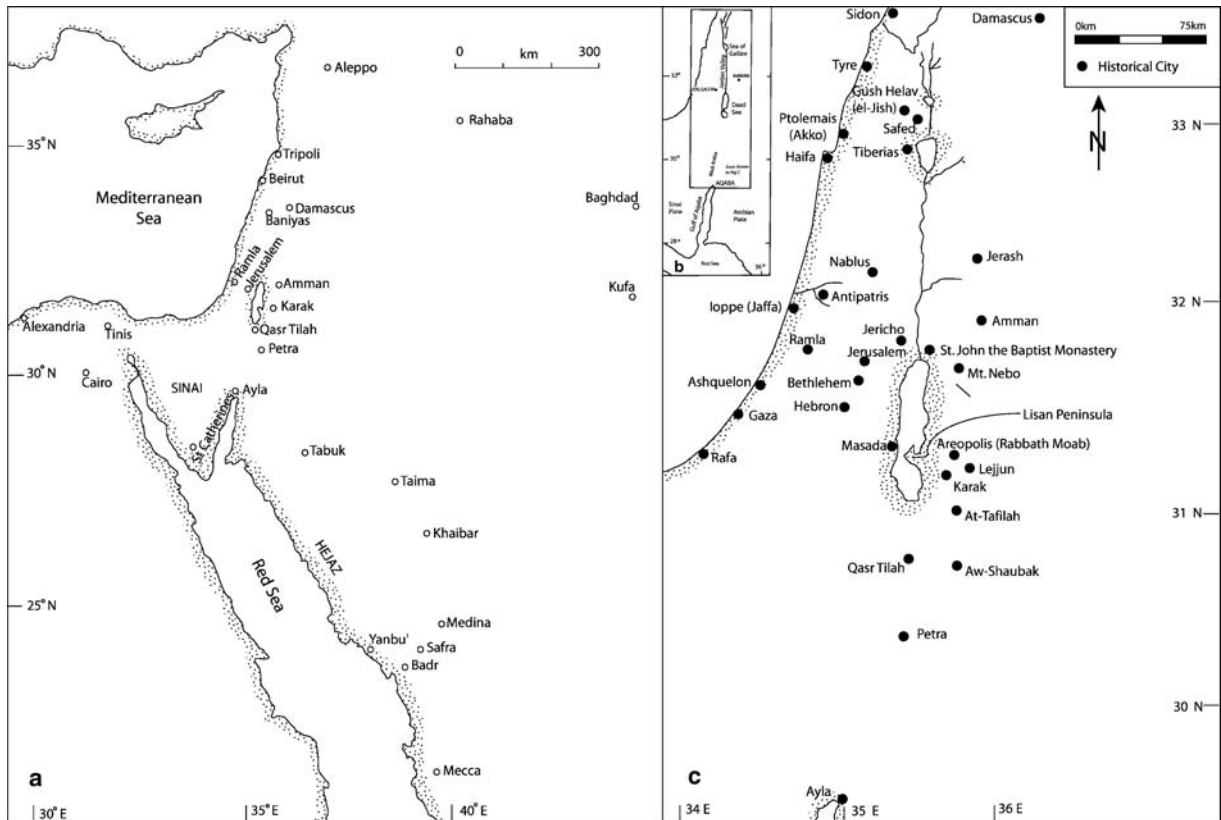 0
km
300
Aleppo
Rahaba
35°N
Tripoli
Beirut
Mediterranean
Sea
Damascus
Baniyas
Baghdad
Ramla
Jerusalem
Amman
Karak
Kufa
Alexandria
Tinis
Qasr Tilah
Petra
30°N
Cairo
SINAI
Ayla
St Catherines
Tabuk
Taima
Khaibar
HEJAZ
Red Sea
25°N
Medina
Yanbu'
Safra
Badr
Mecca
a
30°E
35°E
40°E
Sea of
Galilee
Dead
Sea
30
AQABA
Gulf of Aqaba
Sinai
Plate
Arabian
Plate
28°
Red Sea
36°
b
0km
75km
Historical City
N
Sidon
Damascus
Tyre
Gush Helav
(el-Jish)
Ptolemais
(Akko)
Safed
33 N
Haifa
Tiberias
Nablus
Jerash
Antipatris
32 N
Ioppe (Jaffa)
Amman
Ramla
Jericho
Jerusalem
St. John the Baptist Monastery
Mt. Nebo
Ashquelon
Bethlehem
Hebron
Gaza
Lisan Peninsula
Masada
Areopolis (Rabbath Moab)
Rafa
Lejjun
Karak
At-Tafilah
31 N
Qasr Tilah
Aw-Shaubak
Petra
30 N
Ayla
c
34 E
35 E
36 E